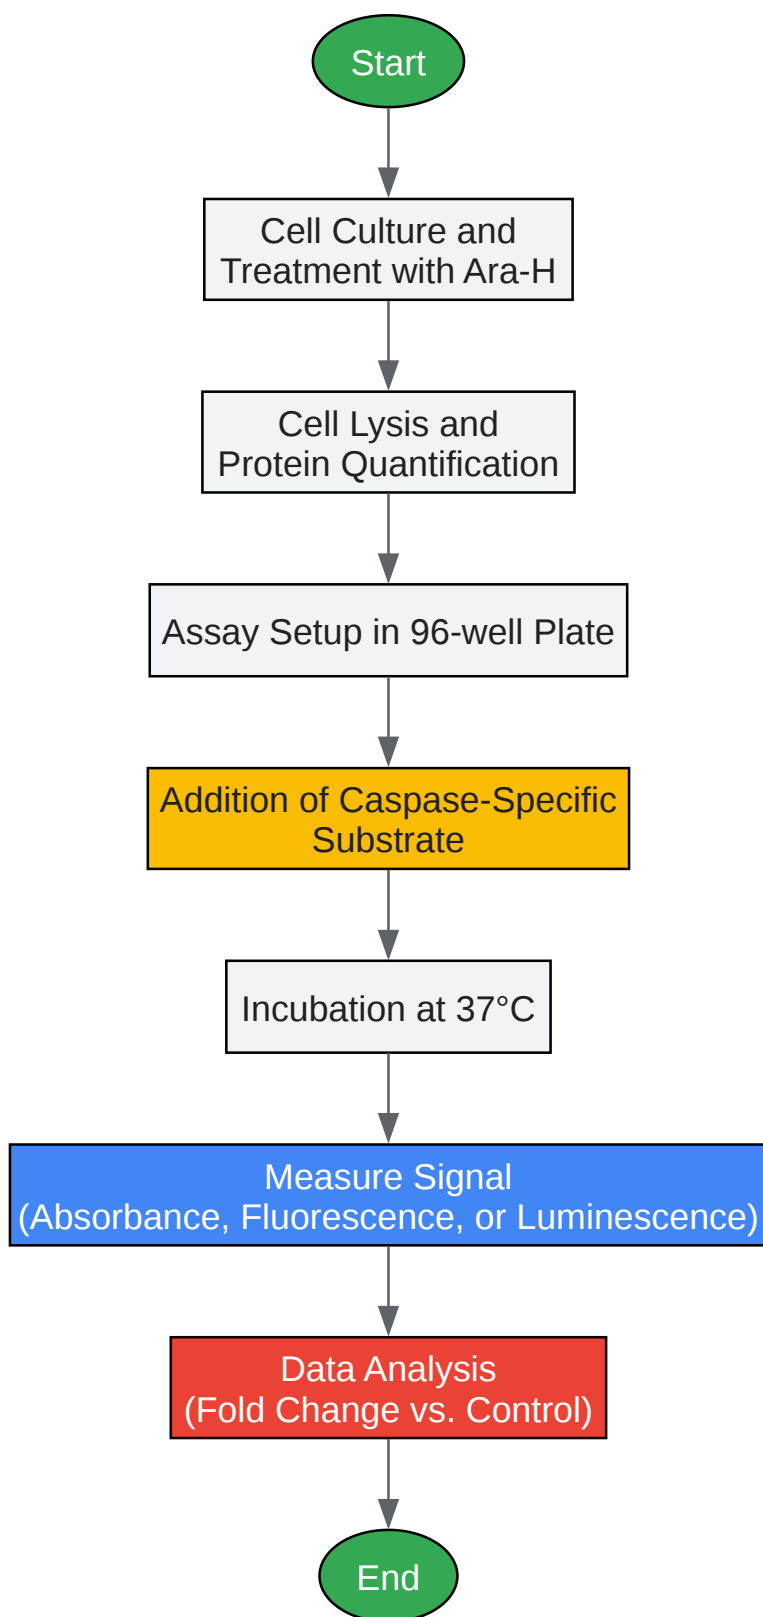 Start
Cell Culture and
Treatment with Ara-H
Cell Lysis and
Protein Quantification
Assay Setup in 96-well Plate
Addition of Caspase-Specific
Substrate
Incubation at 37°C
Measure Signal
(Absorbance, Fluorescence, or Luminescence)
Data Analysis
(Fold Change vs. Control)
End